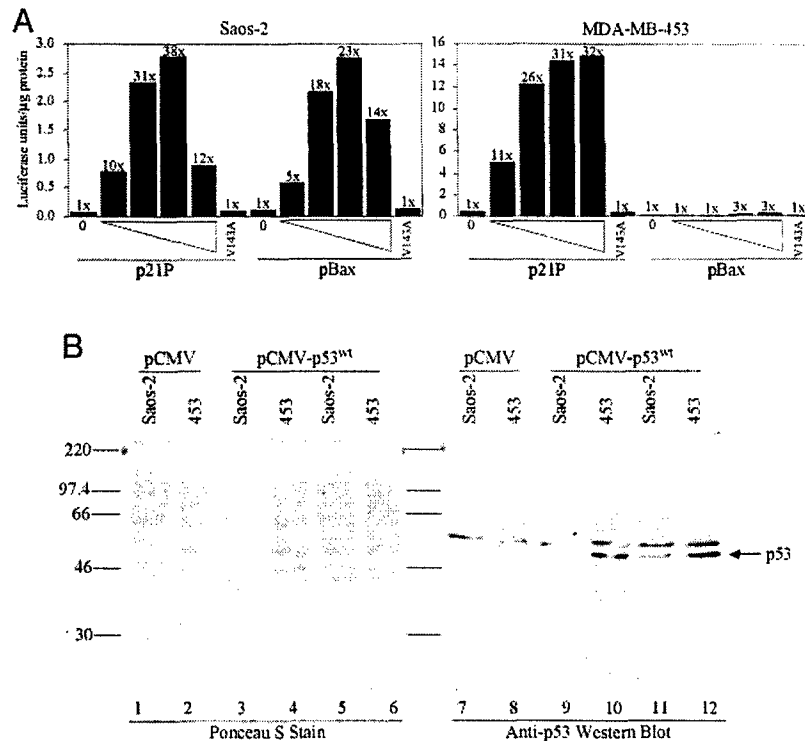 A
Saos-2
MDA-MB-453
Luciferase units/µg protein
3.0
2.5
2.0
1.5
1.0
0.5
0.0
1x
10x
31x
38x
12x
1x
1x
5x
18x
23x
14x
1x
0
V143A
0
V143A
p21P
pBax
16
14
12
10
8
6
4
2
0
1x
11x
26x
31x
32x
1x
1x
1x
1x
3x
3x
1x
0
V143A
0
V143A
p21P
pBax
B
pCMV
pCMV-p53wt
pCMV
pCMV-p53wt
Saos-2
453
Saos-2
453
Saos-2
453
Saos-2
453
Saos-2
453
Saos-2
453
220
97.4
66
46
30
p53
1 2 3 4 5 6
7 8 9 10 11 12
Ponceau S Stain
Anti-p53 Western Blot